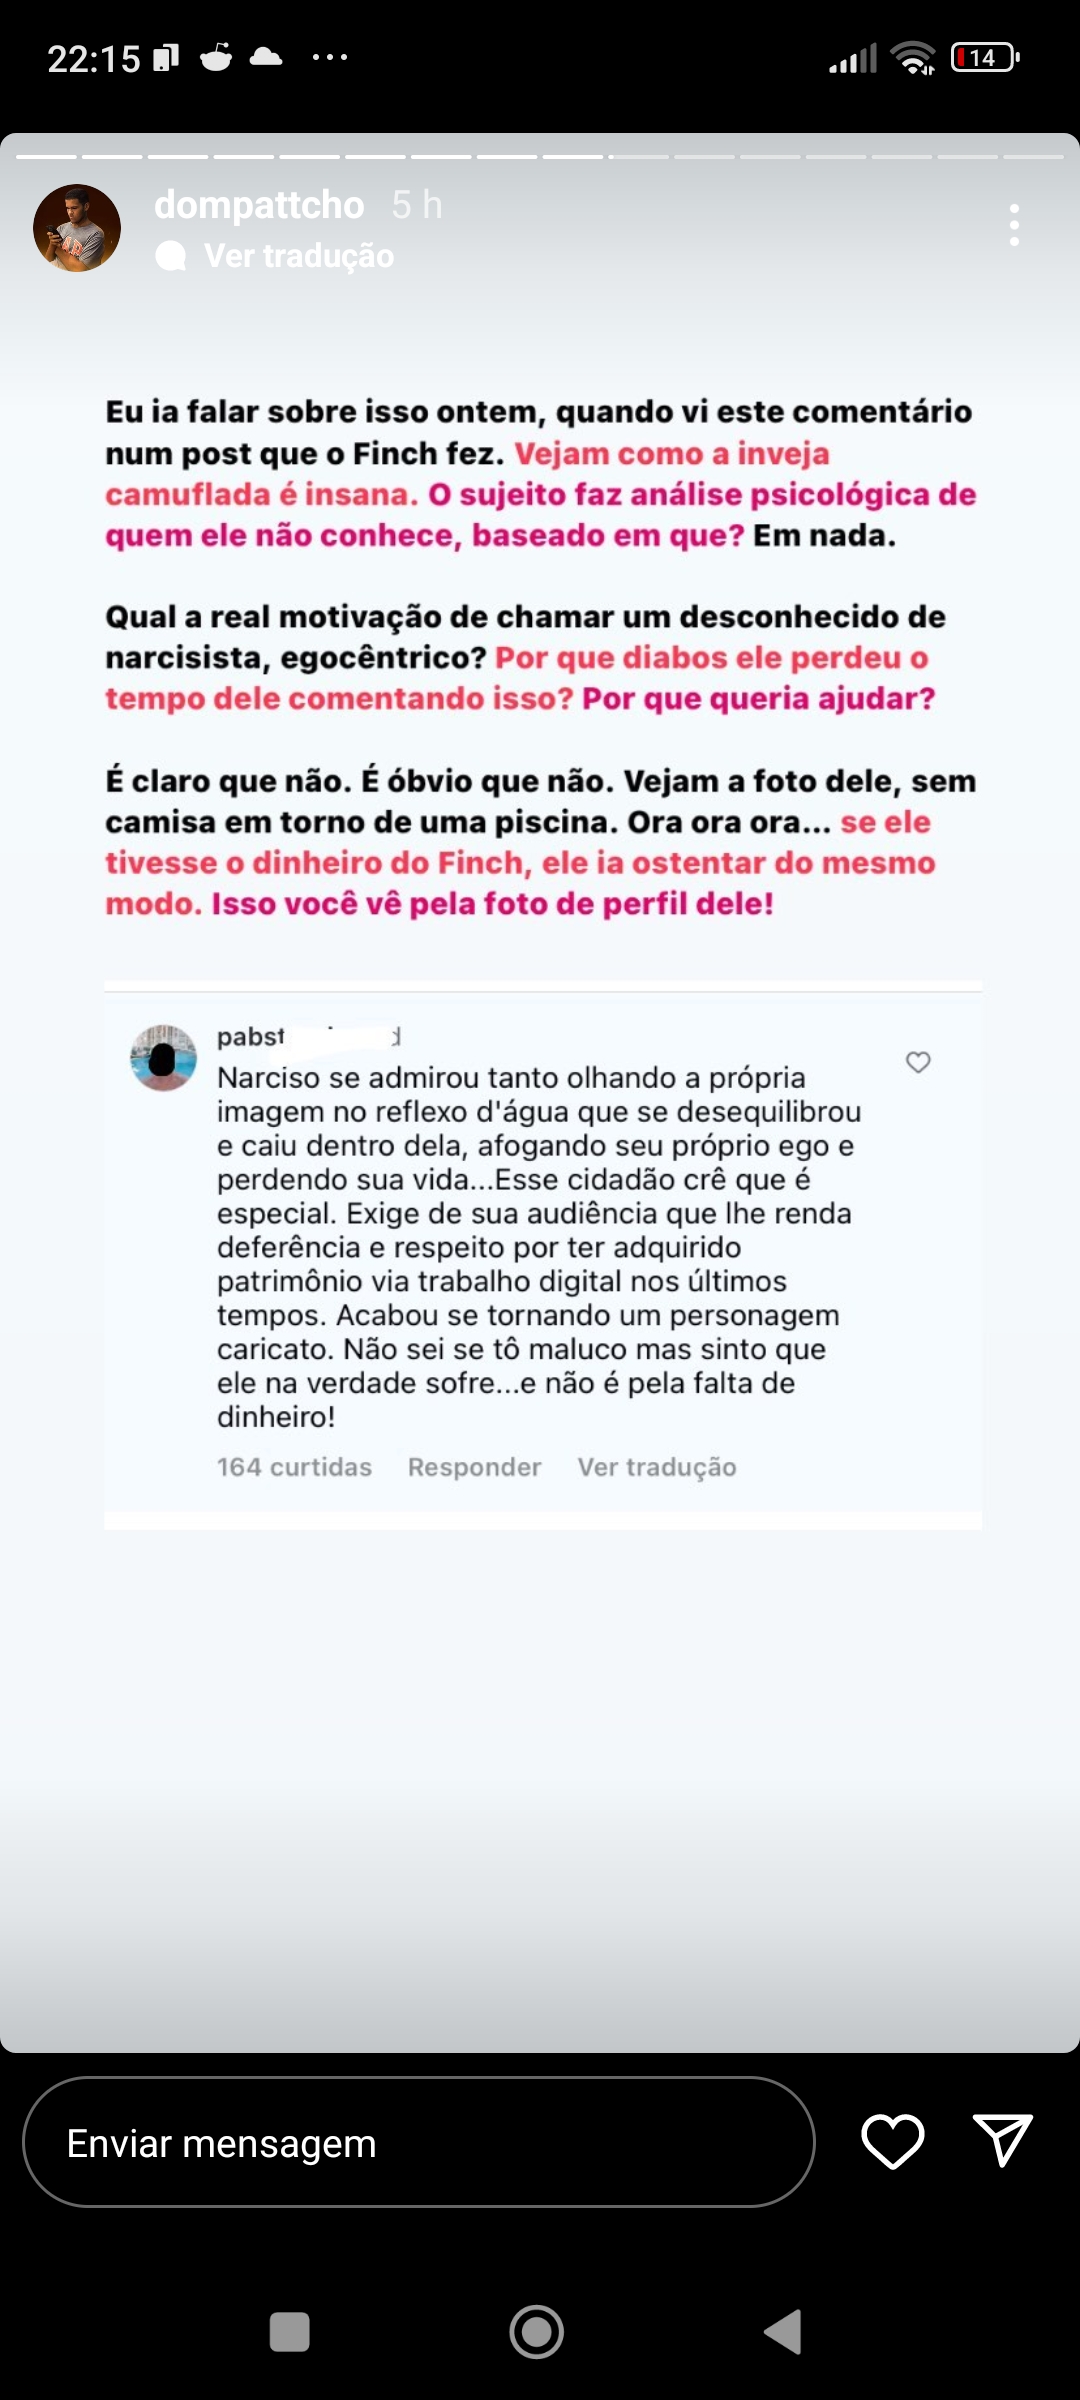 22:15
14
dompattcho 5 h
Ver tradução
Eu ia falar sobre isso ontem, quando vi este comentário
num post que o Finch fez. Vejam como a inveja
camuflada é insana. O sujeito faz análise psicológica de
quem ele não conhece, baseado em que? Em nada.
Qual a real motivação de chamar um desconhecido de
narcisista, egocêntrico? Por que diabos ele perdeu o
tempo dele comentando isso? Por que queria ajudar?
É claro que não. É óbvio que não. Vejam a foto dele, sem
camisa em torno de uma piscina. Ora ora ora... se ele
tivesse o dinheiro do Finch, ele ia ostentar do mesmo
modo. Isso você vê pela foto de perfil dele!
Narciso se admirou tanto olhando a própria
imagem no reflexo d'água que se desequilibrou
e caiu dentro dela, afogando seu próprio ego e
perdendo sua vida...Esse cidadão crê que é
especial. Exige de sua audiência que lhe renda
deferência e respeito por ter adquirido
patrimônio via trabalho digital nos últimos
tempos. Acabou se tornando um personagem
caricato. Não sei se tô maluco mas sinto que
ele na verdade sofre...e não é pela falta de
dinheiro!
164 curtidas Responder Ver tradução
Enviar mensagem